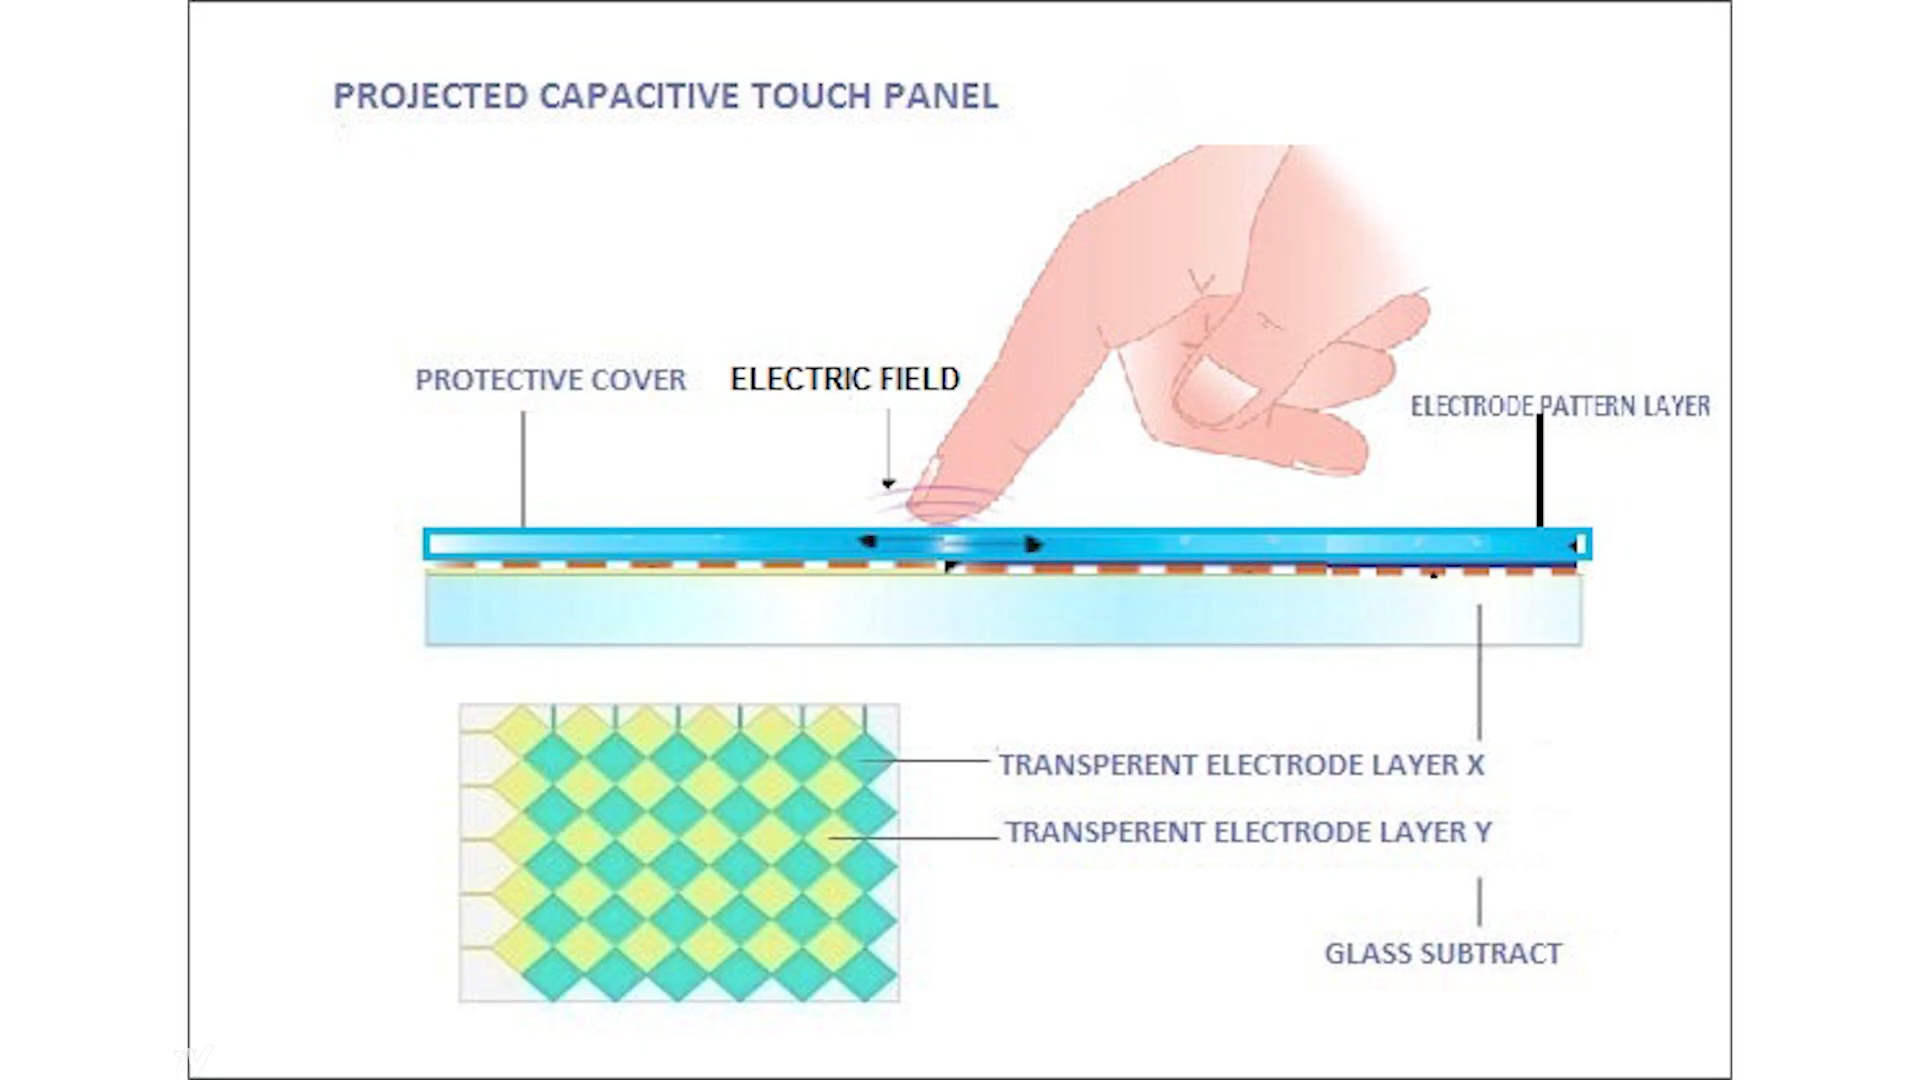 PROJECTED CAPACITIVE TOUCH PANEL
PROTECTIVE COVER
ELECTRIC FIELD
ELECTRODE PATTERN LAYER
TRANSPERENT ELECTRODE LAYER X
TRANSPERENT ELECTRODE LAYER Y
GLASS SUBTRACT